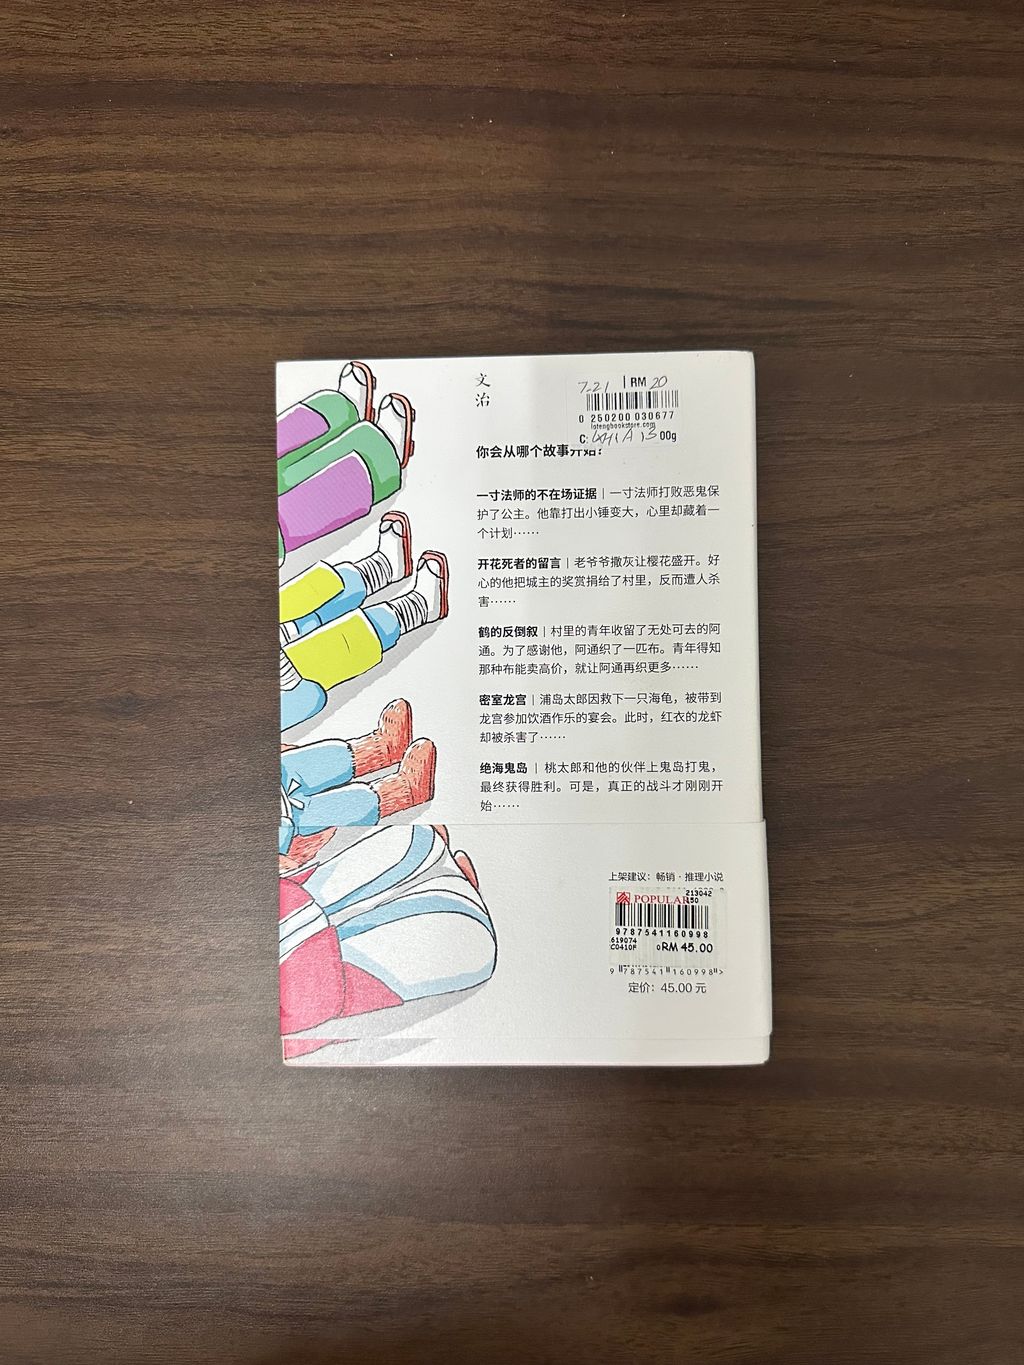 文
治
7.21 | RM 20
0 250200 030677
lotengbookstore.com
C: 00g
你会从哪个故事开始?
一寸法师的不在场证据｜一寸法师打败恶鬼保
护了公主。他靠打出小锤变大，心里却藏着一
个计划……
开花死者的留言｜老爷爷撒灰让樱花盛开。好
心的他把城主的奖赏捐给了村里，反而遭人杀
害……
鹤的反倒叙｜村里的青年收留了无处可去的阿
通。为了感谢他，阿通织了一匹布。青年得知
那种布能卖高价，就让阿通再织更多……
密室龙宫｜浦岛太郎因救下一只海龟，被带到
龙宫参加饮酒作乐的宴会。此时，红衣的龙虾
却被杀害了……
绝海鬼岛｜桃太郎和他的伙伴上鬼岛打鬼，
最终获得胜利。可是，真正的战斗才刚刚开
始……
上架建议：畅销·推理小说
POPULAR 213042
150
9787541160998
619074
C0410F 0RM 45.00
9 787541 160998 >
定价：45.00 元